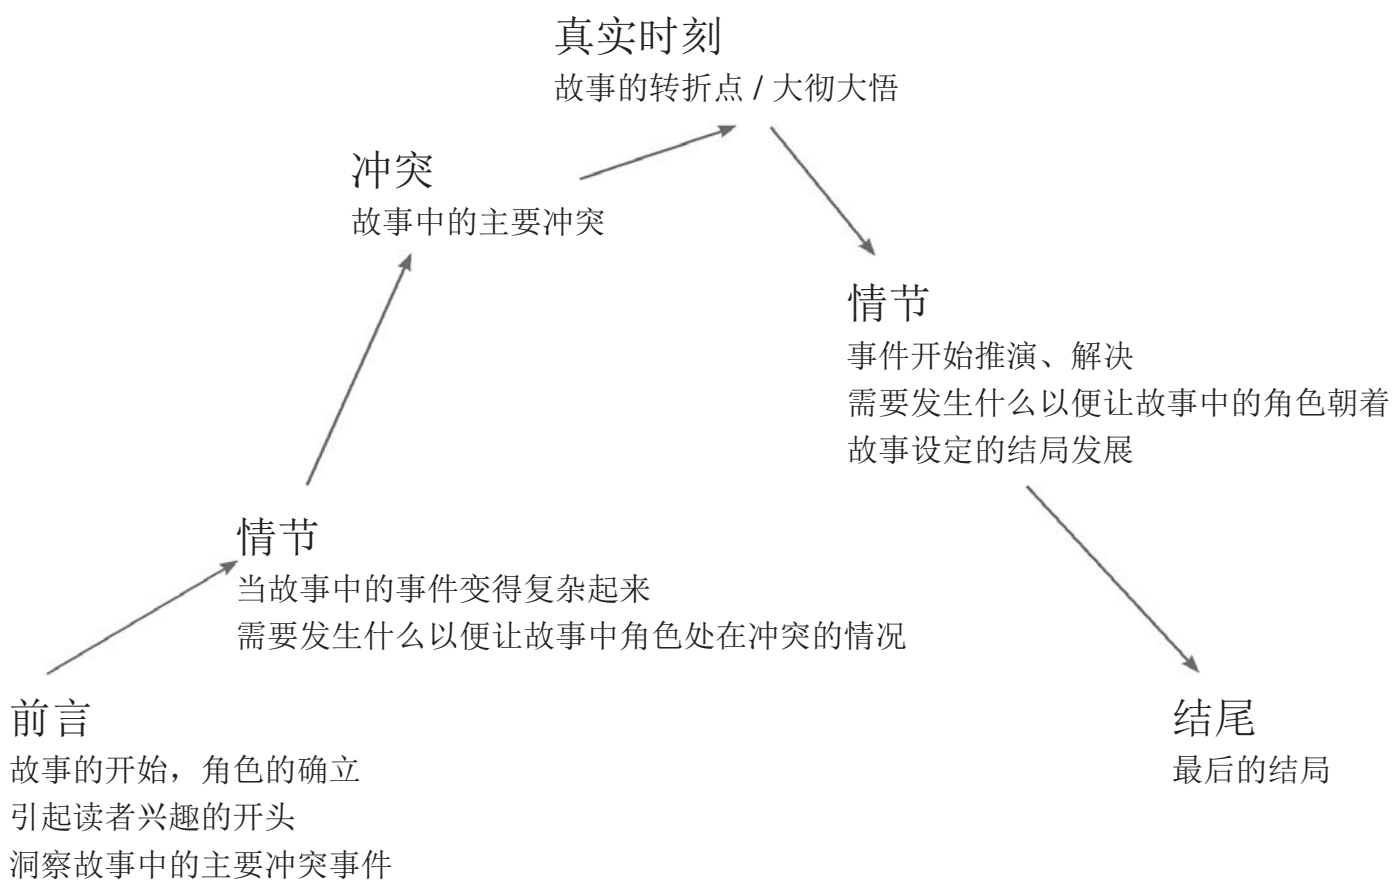 真实时刻
故事的转折点 / 大彻大悟
冲突
故事中的主要冲突
情节
事件开始推演、解决
需要发生什么以便让故事中的角色朝着
故事设定的结局发展
情节
当故事中的事件变得复杂起来
需要发生什么以便让故事中角色处在冲突的情况
前言
故事的开始，角色的确立
引起读者兴趣的开头
洞察故事中的主要冲突事件
结尾
最后的结局